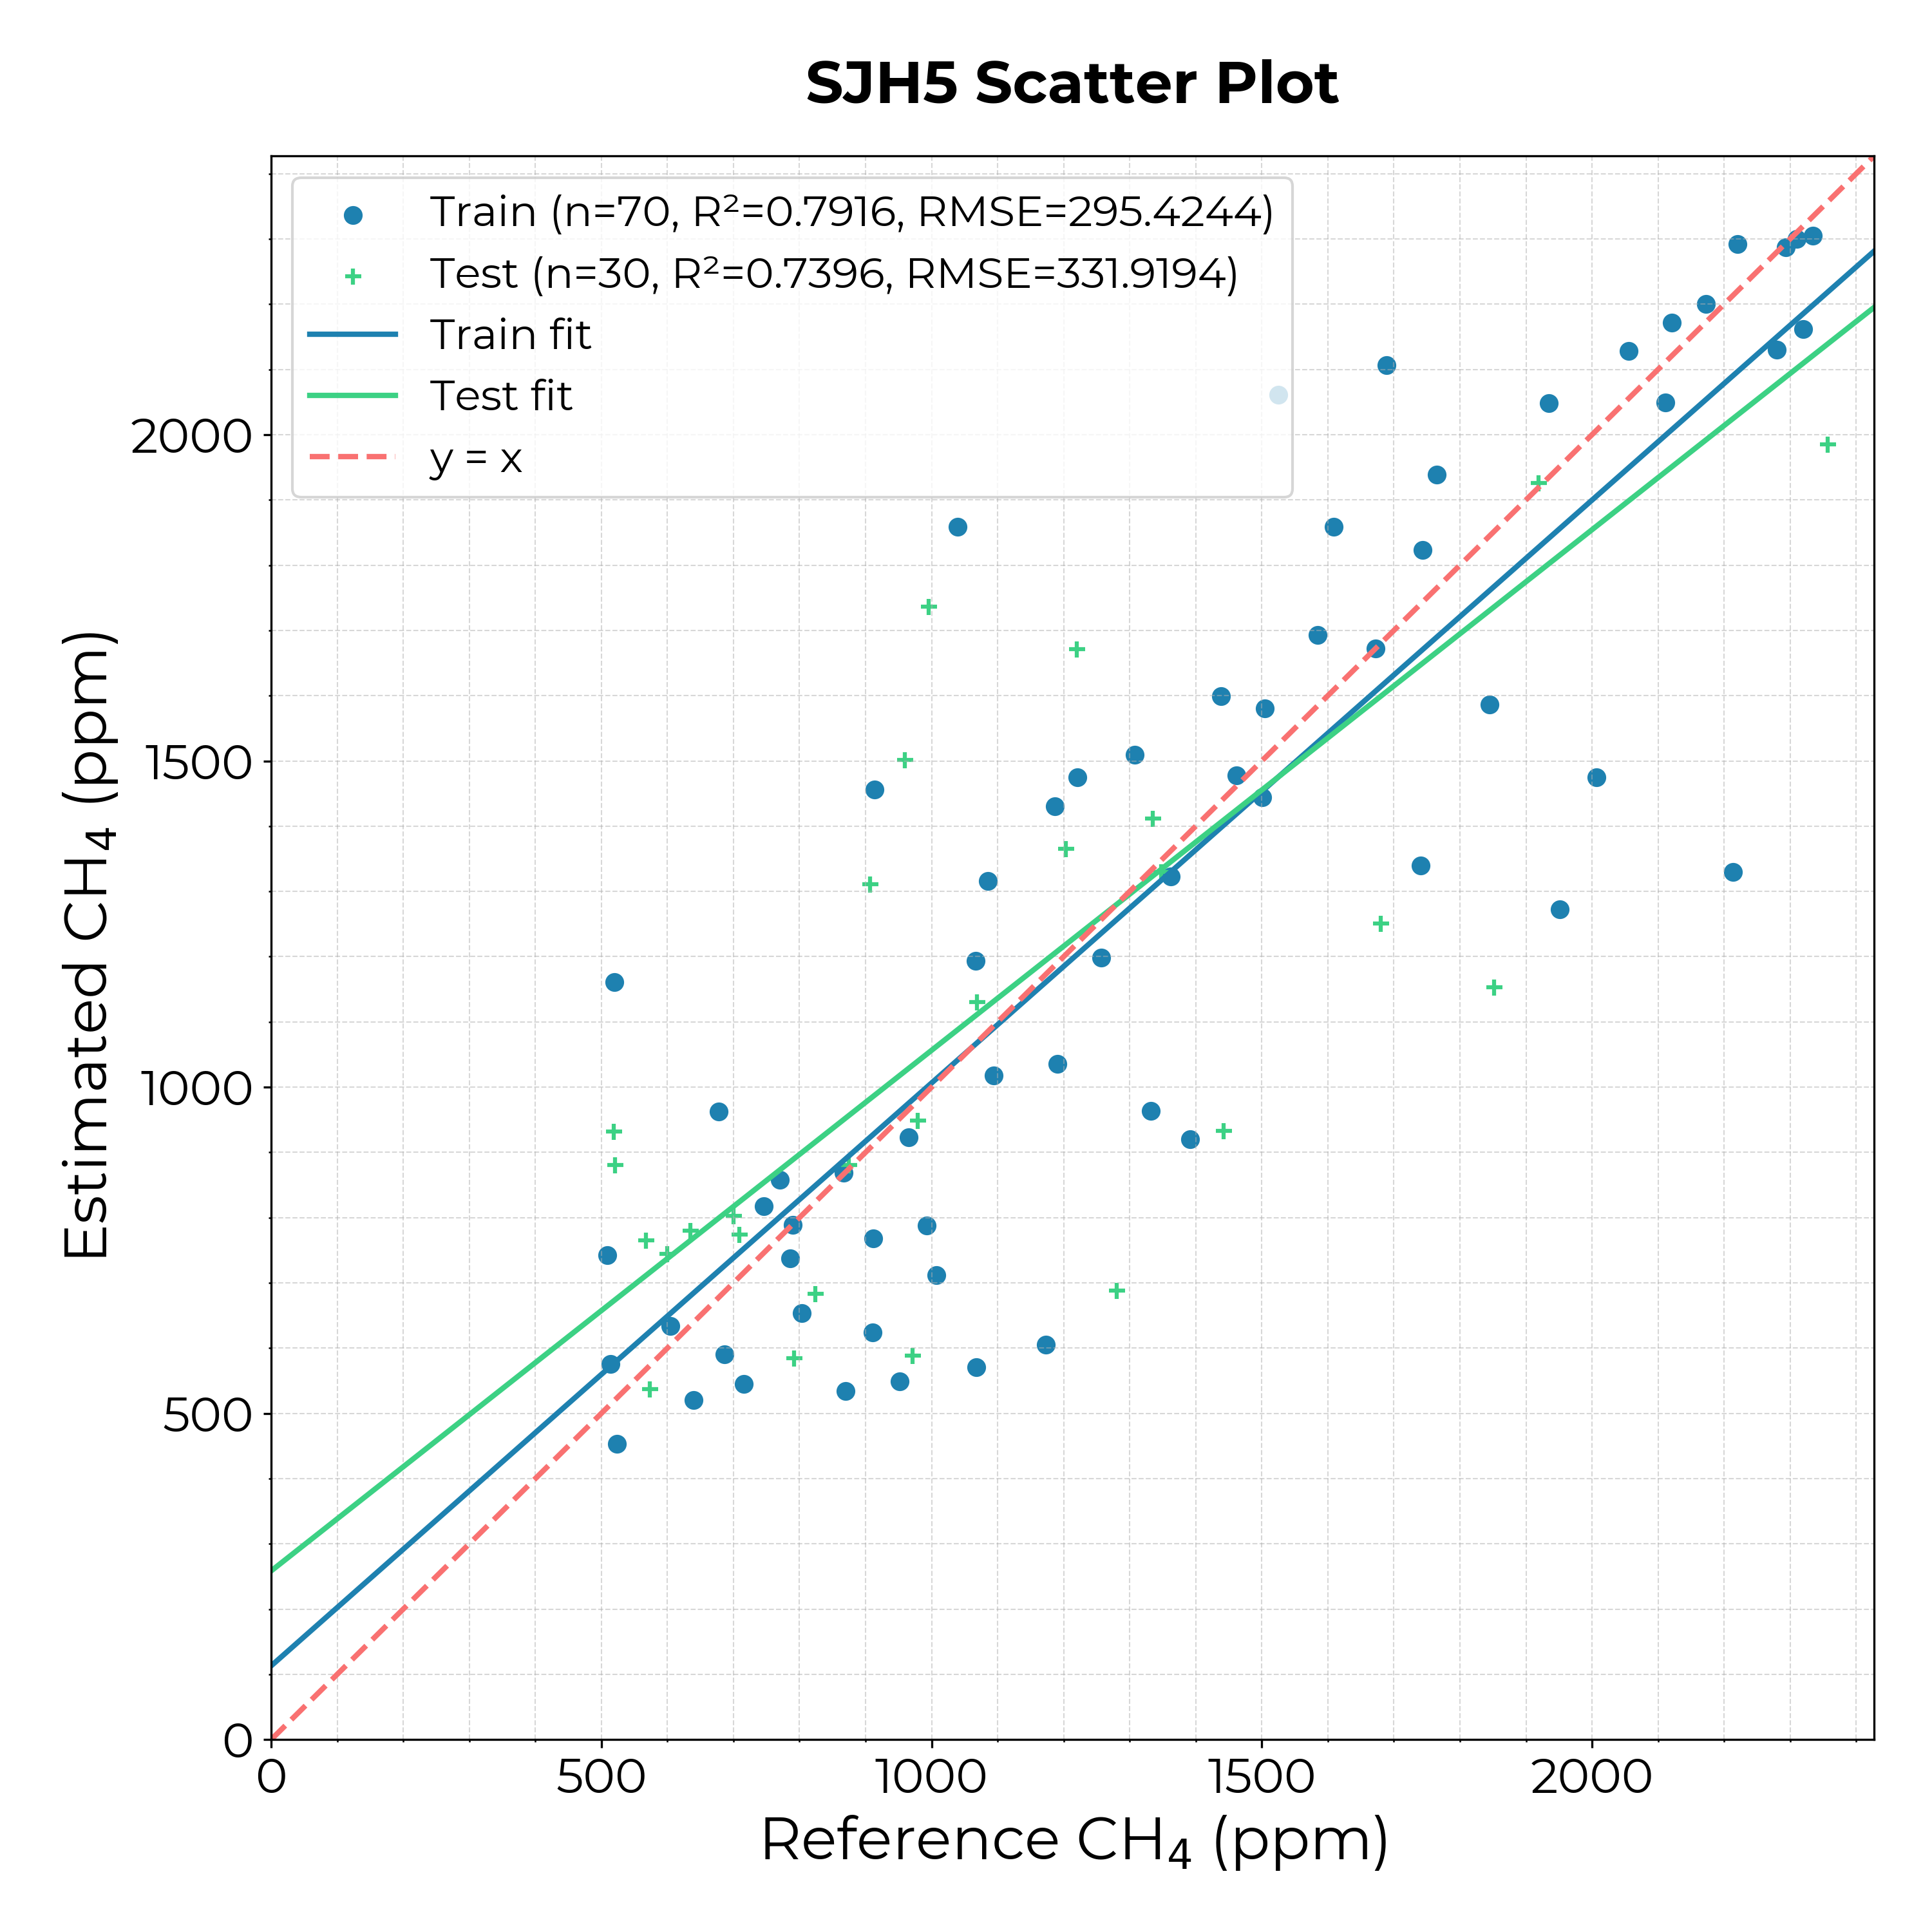 SJH5 Scatter Plot
Train (n=70, R²=0.7916, RMSE=295.4244)
Test (n=30, R²=0.7396, RMSE=331.9194)
Train fit
Test fit
y = x
Estimated CH₄ (ppm)
2000
1500
1000
500
0
0 500 1000 1500 2000
Reference CH₄ (ppm)